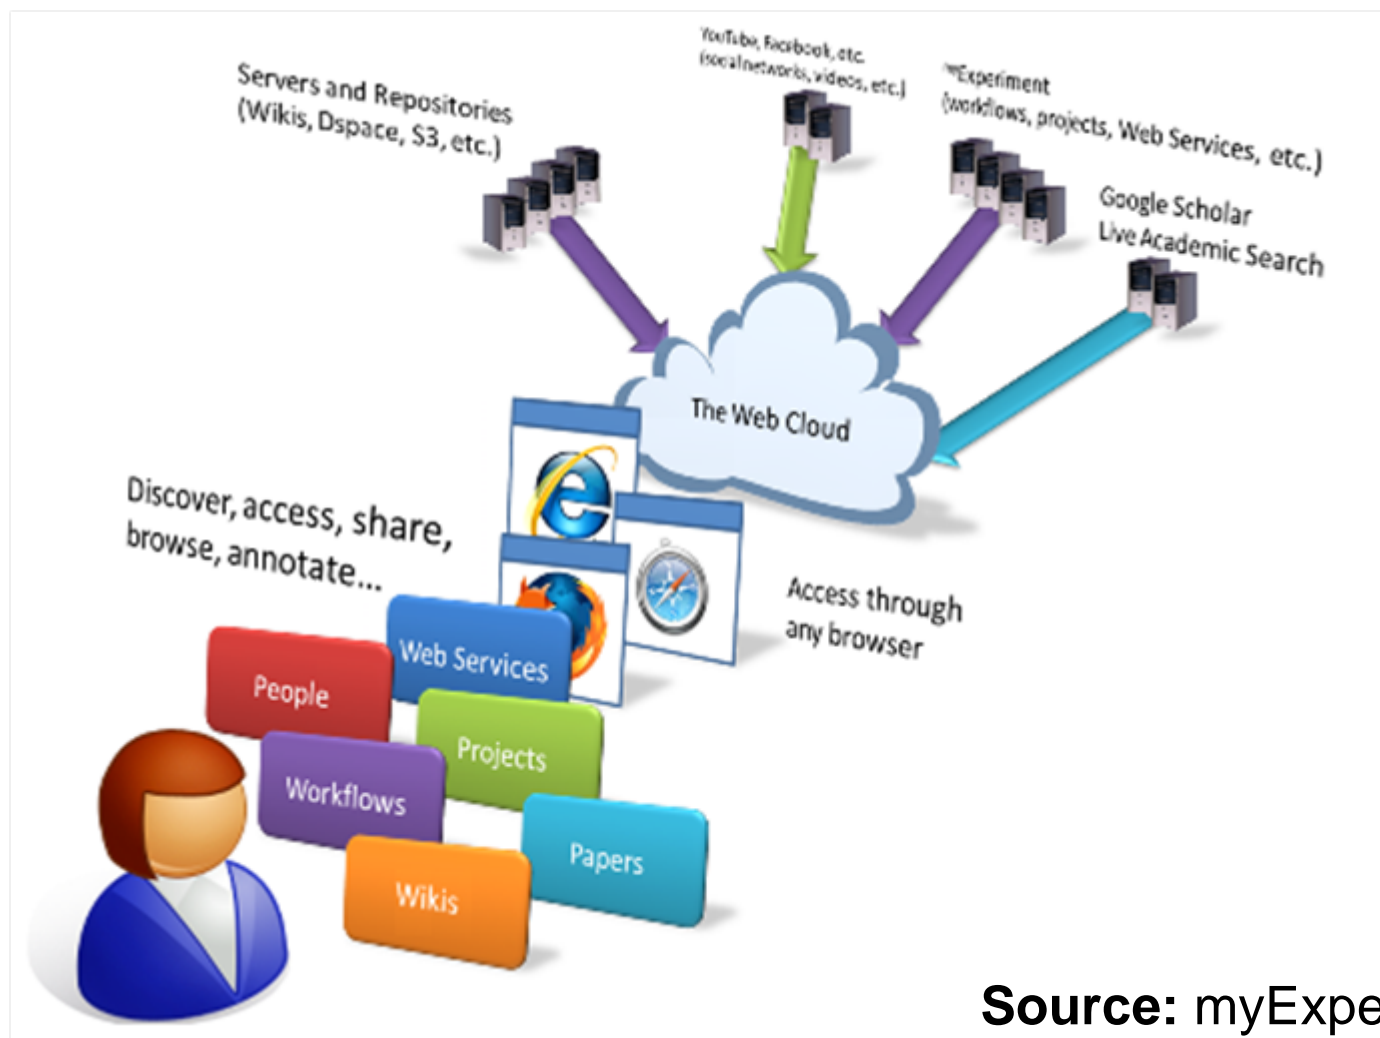 YouTube, Facebook, etc.
(social networks, videos, etc.)
Servers and Repositories
(Wikis, Dspace, S3, etc.)
myExperiment
(workflows, projects, Web Services, etc.)
Google Scholar
Live Academic Search
The Web Cloud
Discover, access, share,
browse, annotate...
Access through
any browser
Web Services
People
Projects
Workflows
Papers
Wikis
Source: myExpe